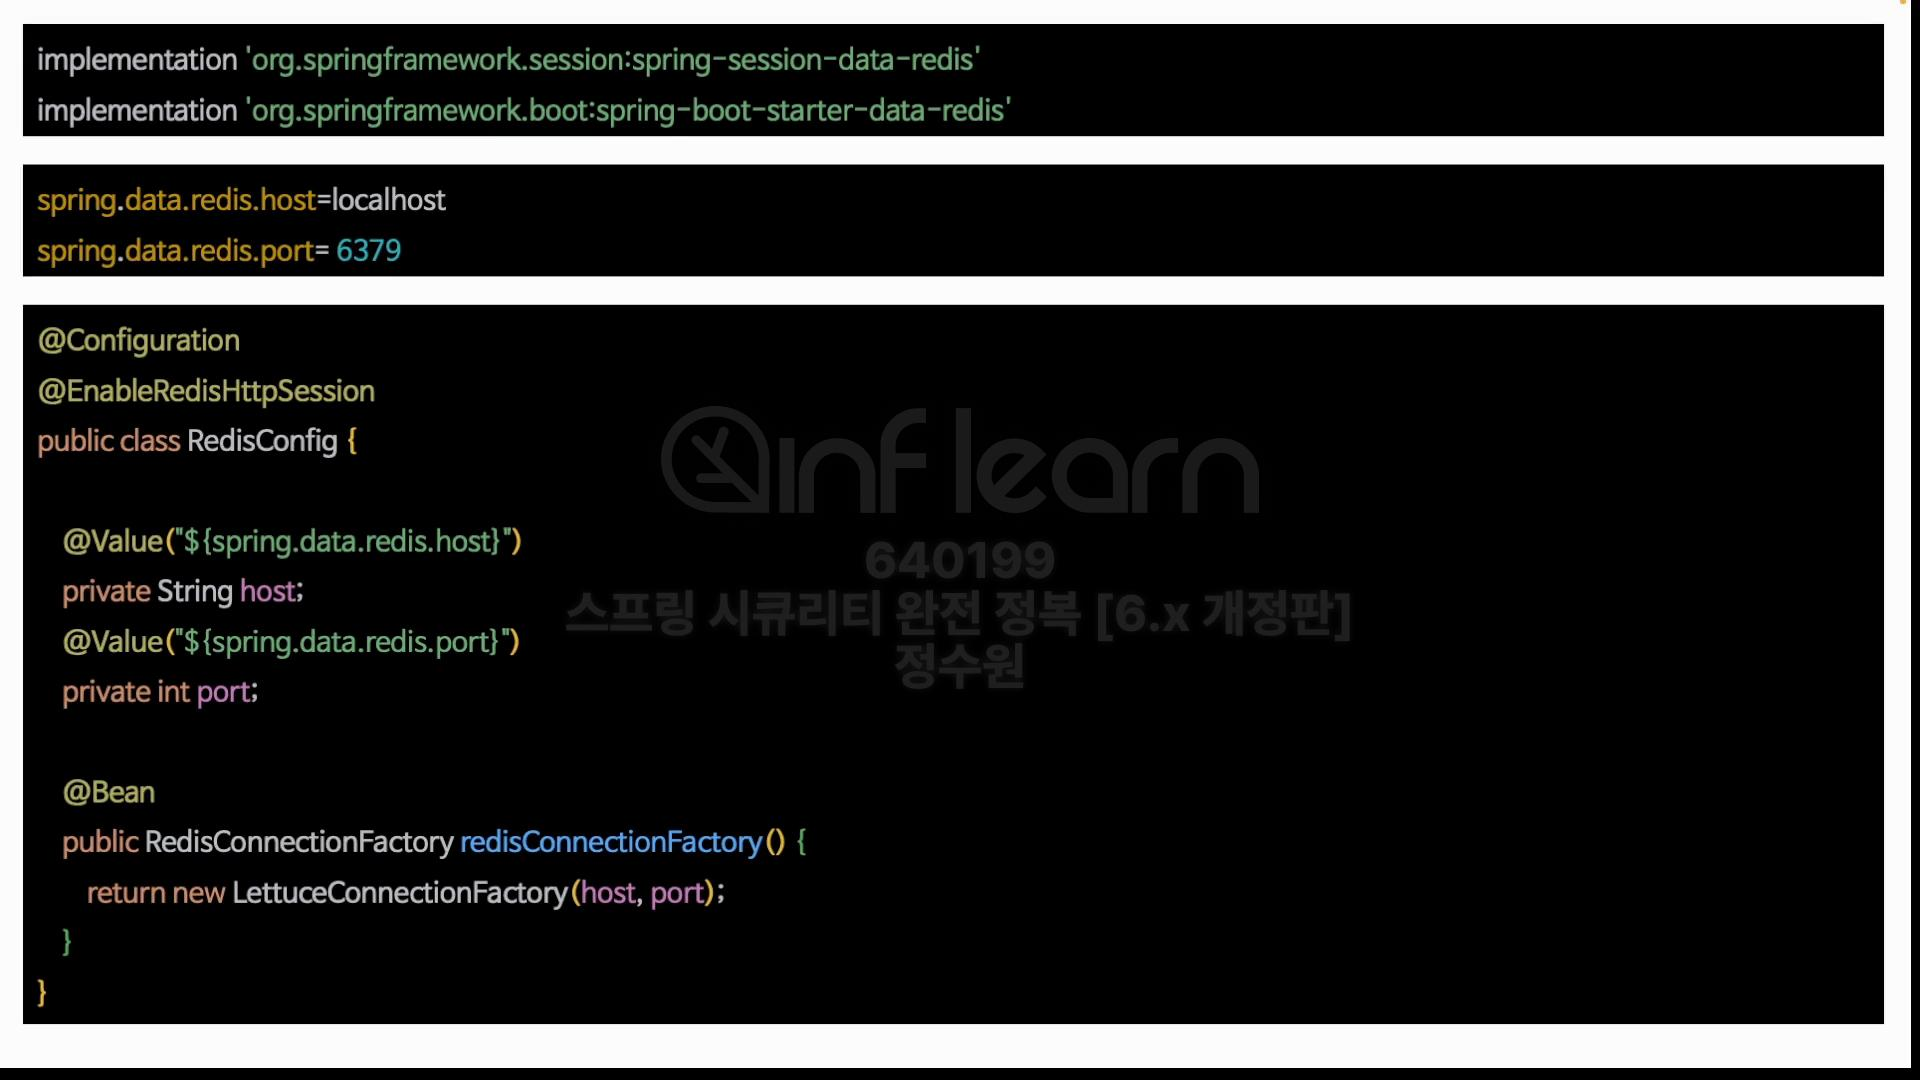 implementation 'org.springframework.session:spring-session-data-redis'
implementation 'org.springframework.boot:spring-boot-starter-data-redis'
spring.data.redis.host=localhost
spring.data.redis.port= 6379
@Configuration
@EnableRedisHttpSession
public class RedisConfig {
@Value("${spring.data.redis.host}")
private String host;
@Value("${spring.data.redis.port}")
private int port;
@Bean
public RedisConnectionFactory redisConnectionFactory() {
return new LettuceConnectionFactory(host, port);
}
}
inflearn
640199
스프링 시큐리티 완전 정복 [6.x 개정판]
정수원